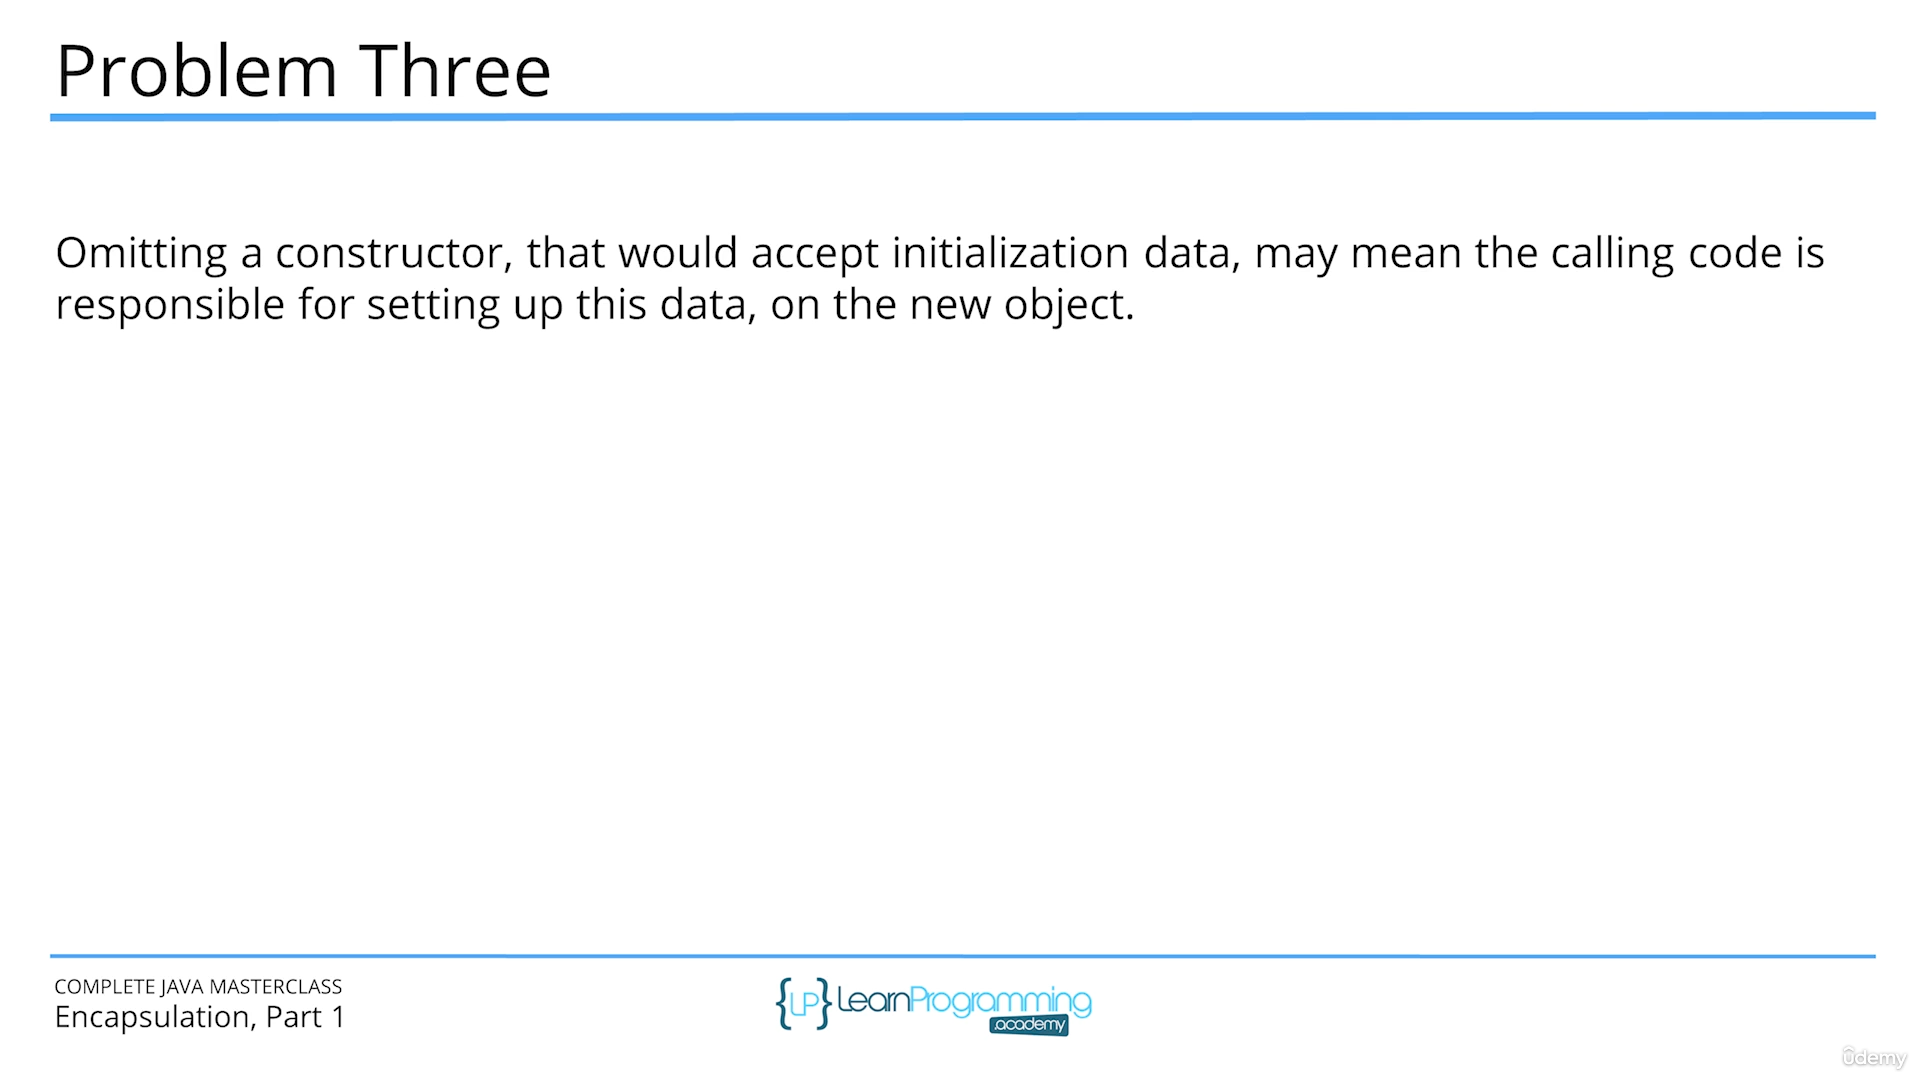 Problem Three
Omitting a constructor, that would accept initialization data, may mean the calling code is
responsible for setting up this data, on the new object.
COMPLETE JAVA MASTERCLASS
Encapsulation, Part 1
{LP} LearnProgramming
.academy
ûdemy